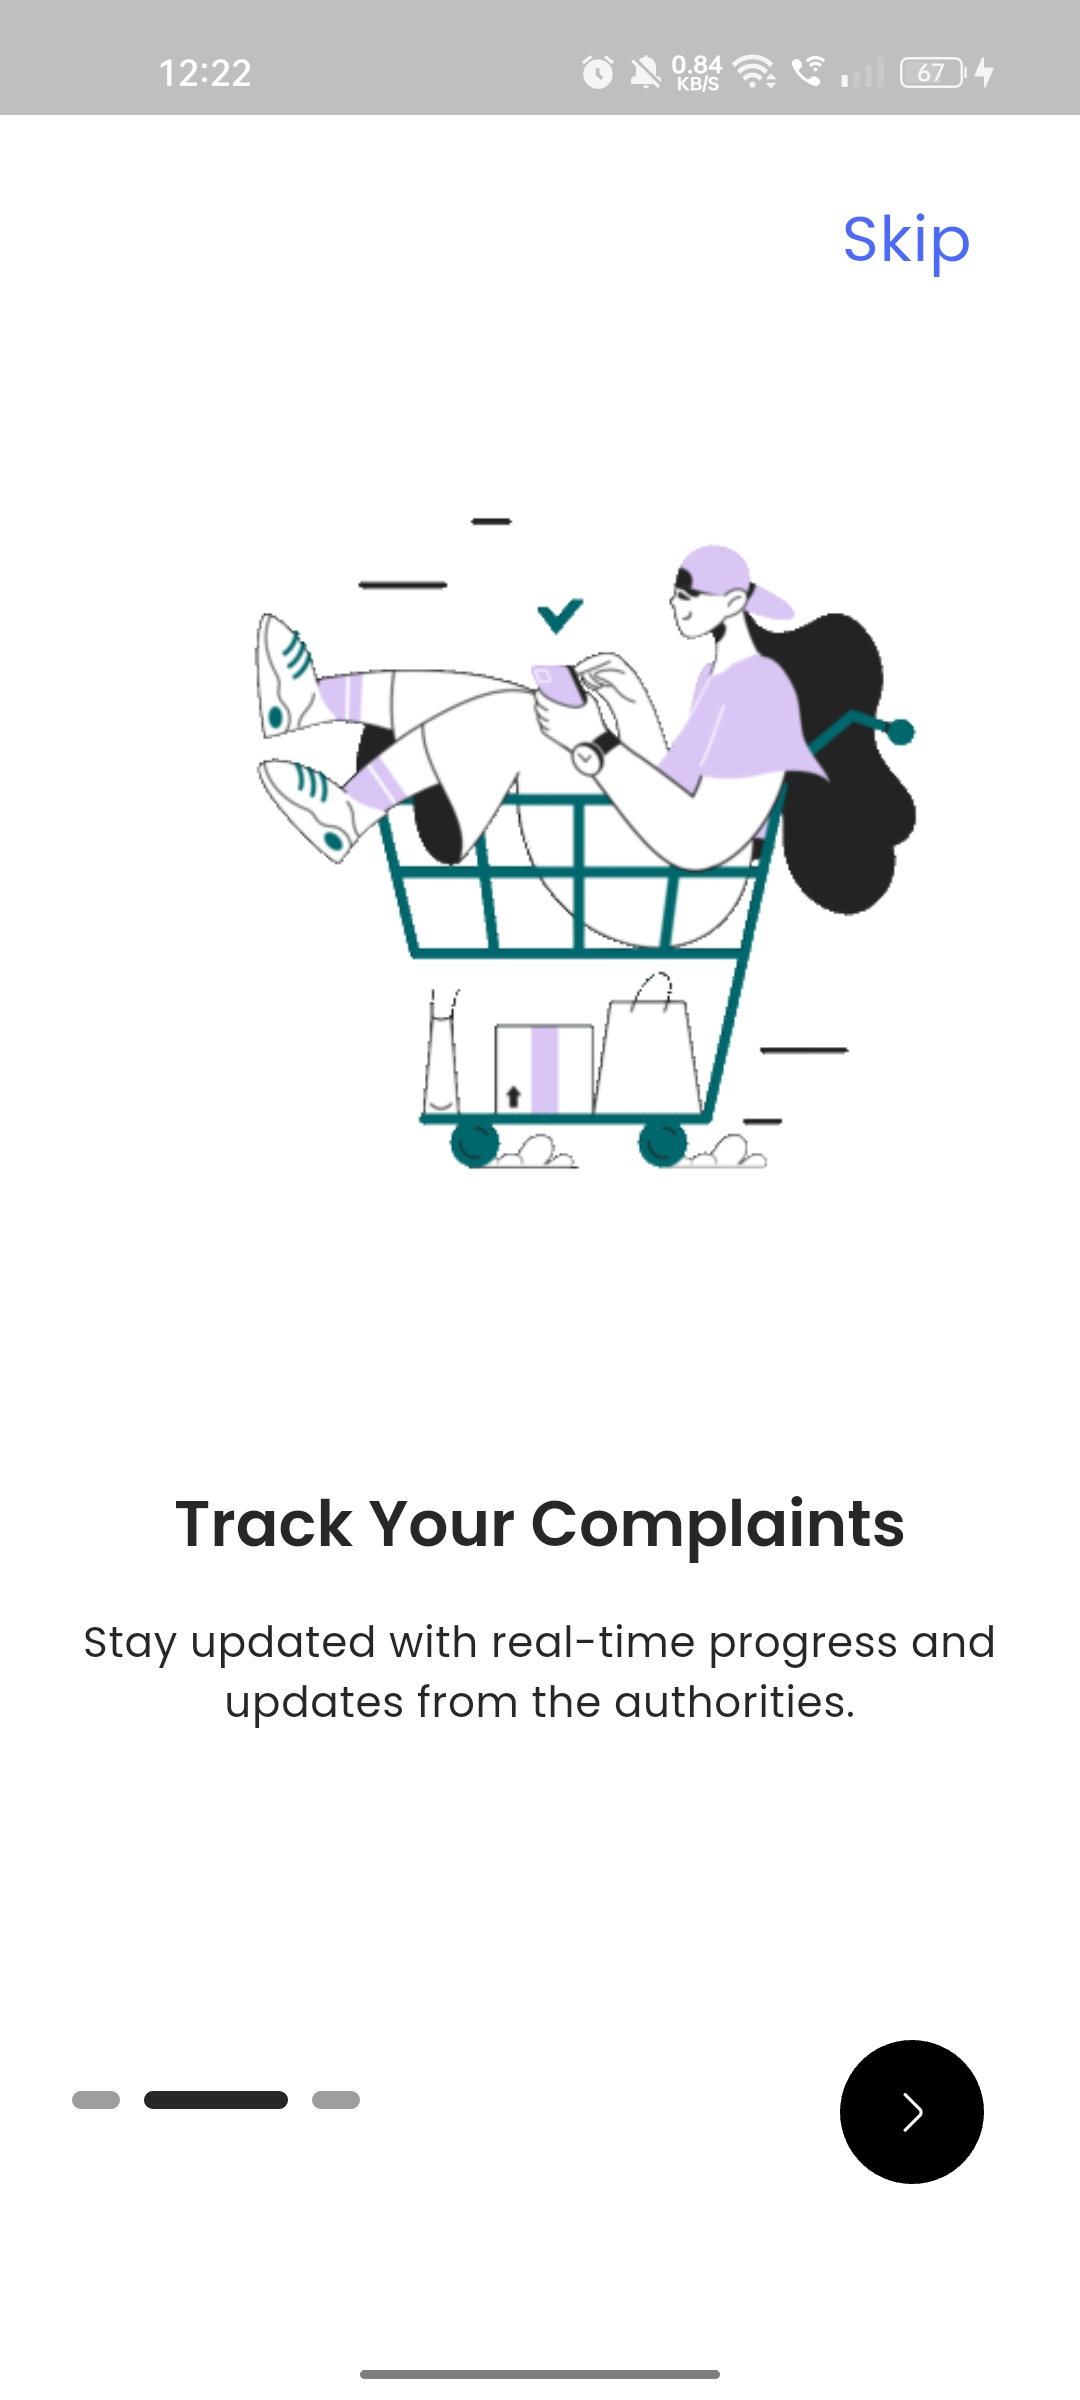 12:22
0.84
KB/S
67
Skip
Track Your Complaints
Stay updated with real-time progress and
updates from the authorities.